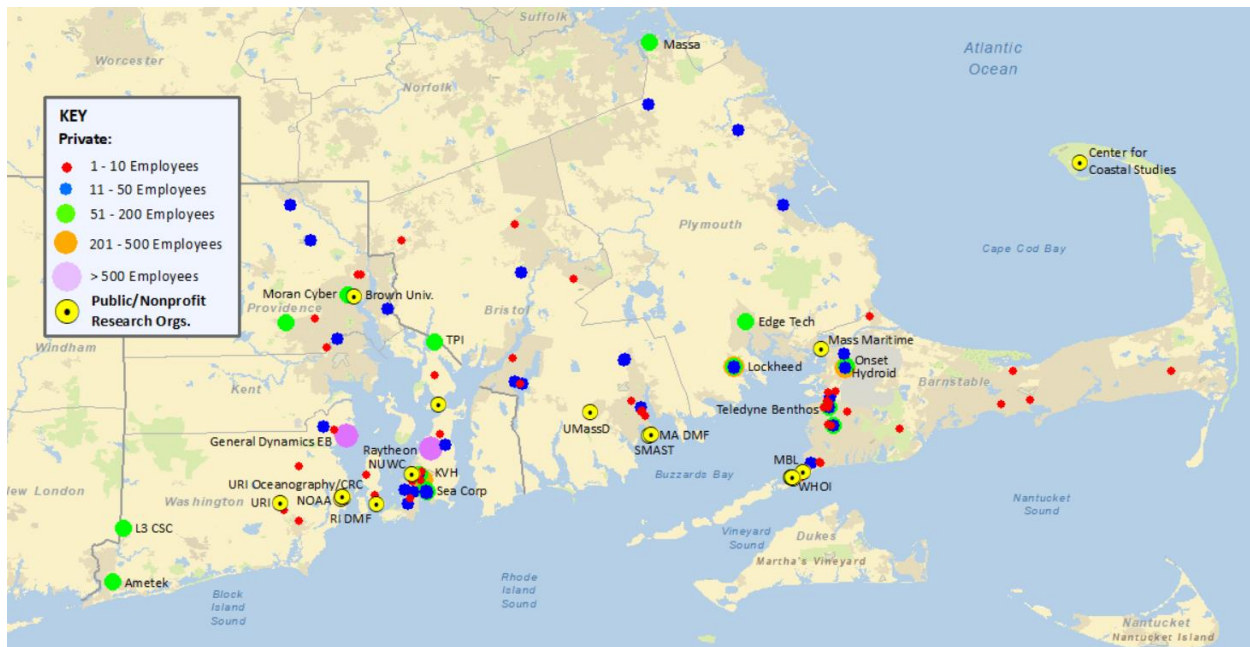 Suffolk
Massa
Atlantic
Ocean
Worcester
Norfolk
KEY
Private:
1 - 10 Employees
11 - 50 Employees
51 - 200 Employees
201 - 500 Employees
> 500 Employees
Public/Nonprofit
Research Orgs.
Center for
Coastal Studies
Plymouth
Cape Cod Bay
Moran Cyber
Brown Univ.
Providence
Bristol
Edge Tech
Windham
TPI
Mass Maritime
Onset
Hydroid
Lockheed
Kent
Barnstable
Teledyne Benthos
UMassD
General Dynamics EB
MA DMF
SMAST
Raytheon
NUWC
KVH
MBL
WHOI
Buzzards Bay
URI Oceanography/CRC
Sea Corp
New London
Washington
URI
NOAA
RI DMF
Nantucket
Sound
L3 CSC
Vineyard
Sound
Dukes
Martha's Vineyard
Ametek
Rhode
Island
Sound
Block
Island
Sound
Nantucket
Nantucket Island